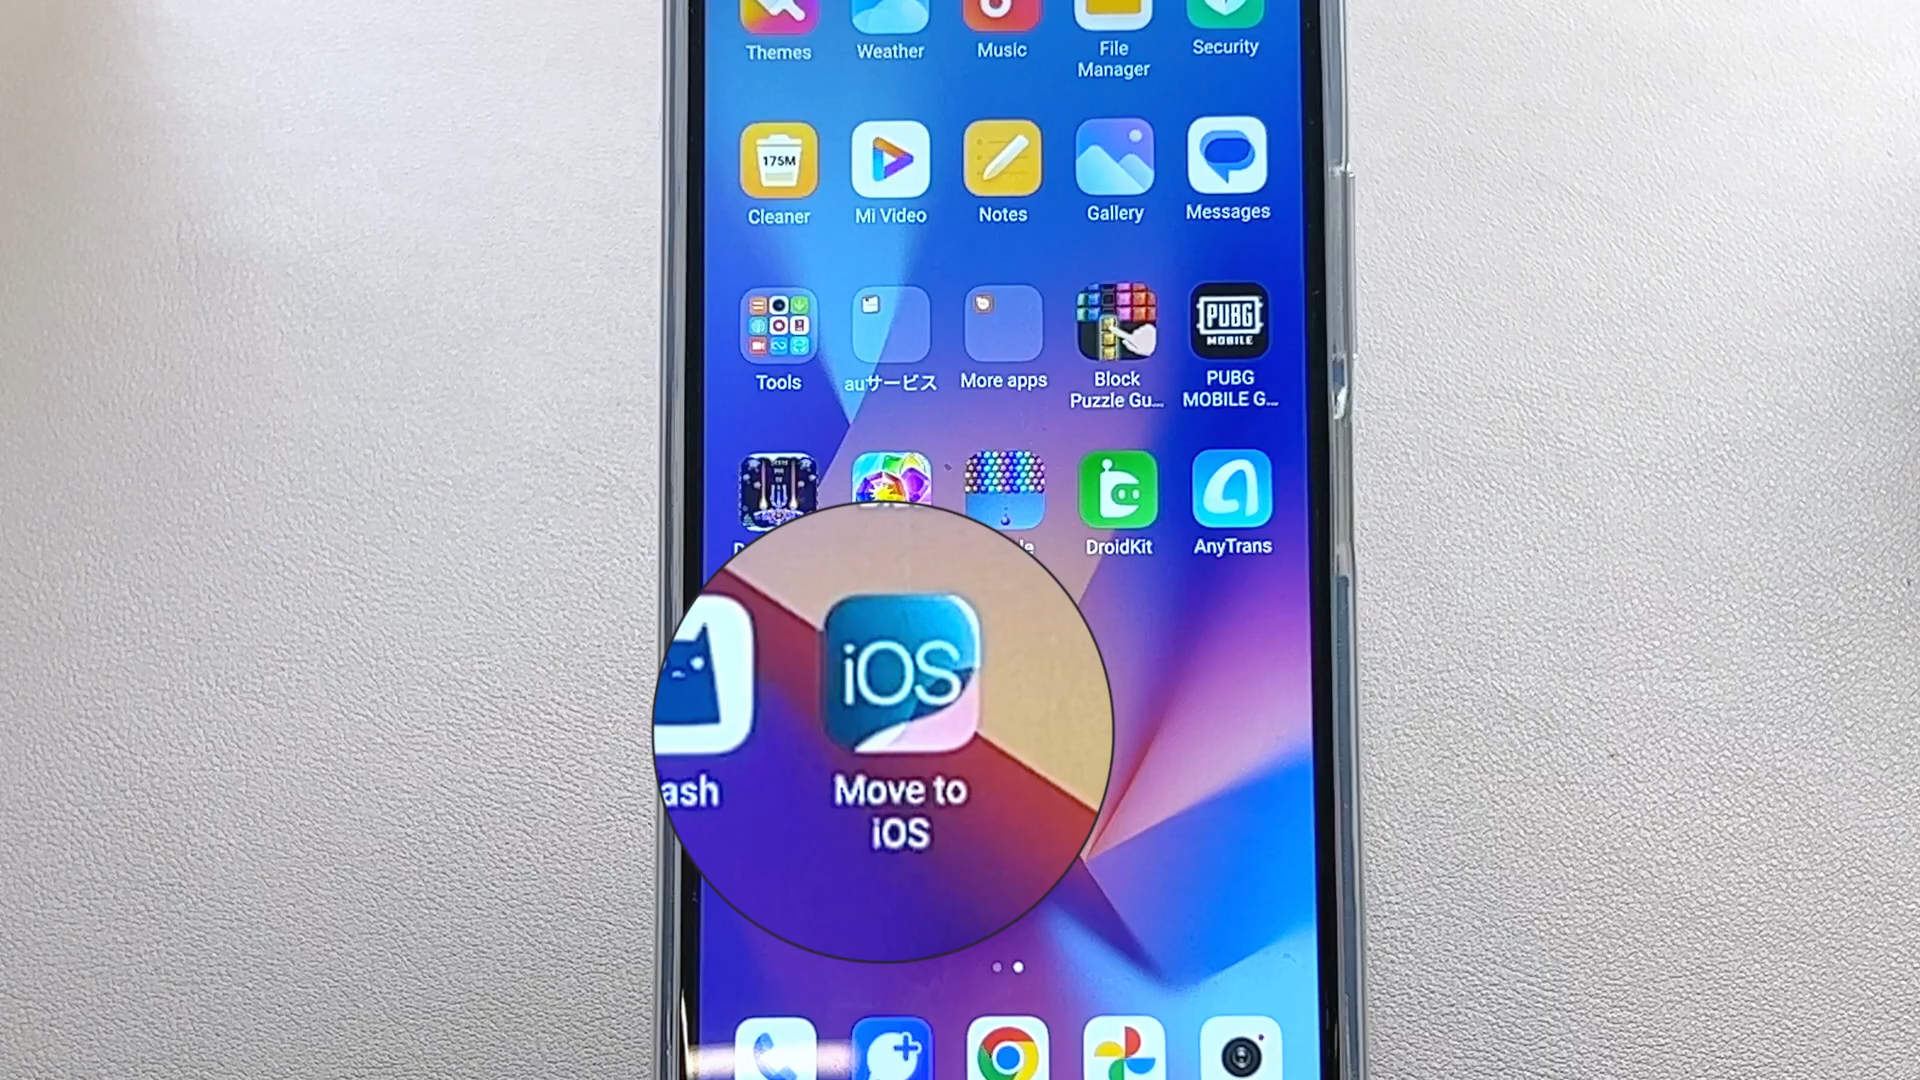 Themes
Weather
Music
File
Manager
Security
175M
Cleaner
Mi Video
Notes
Gallery
Messages
PUBG
MOBILE
Tools
auサービス
More apps
Block
Puzzle Gu...
PUBG
MOBILE G...
DroidKit
AnyTrans
iOS
ash
Move to
iOS